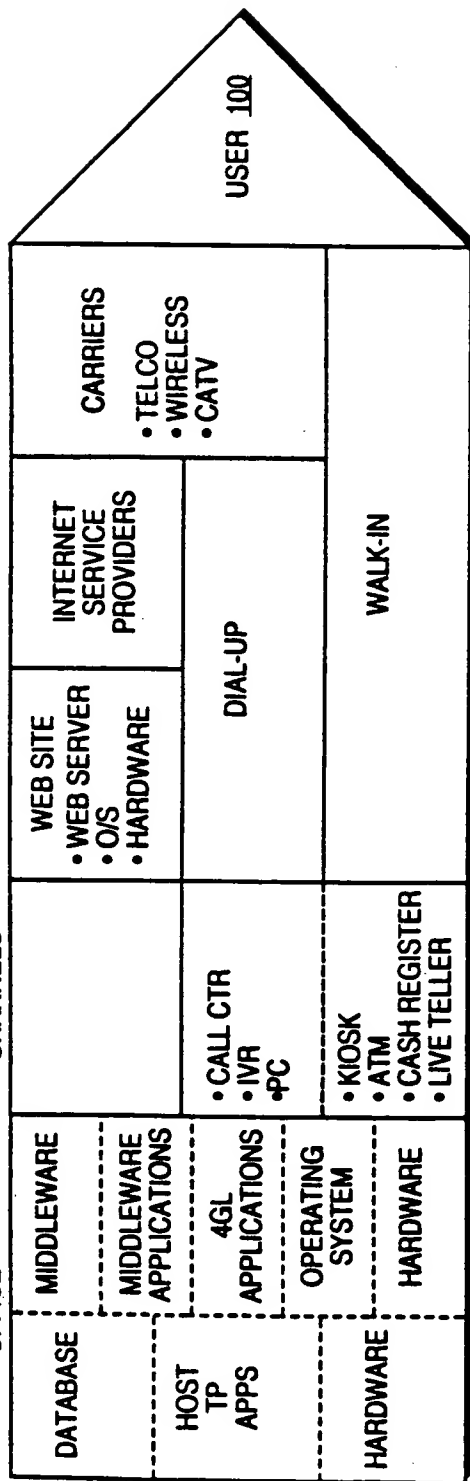 DATABASE
HOST
TP
APPS
HARDWARE
MIDDLEWARE
MIDDLEWARE
APPLICATIONS
4GL
APPLICATIONS
OPERATING
SYSTEM
HARDWARE
• CALL CTR
• IVR
• PC
• KIOSK
• ATM
• CASH REGISTER
• LIVE TELLER
WEB SITE
• WEB SERVER
• O/S
• HARDWARE
INTERNET
SERVICE
PROVIDERS
DIAL-UP
WALK-IN
CARRIERS
• TELCO
• WIRELESS
• CATV
USER 100